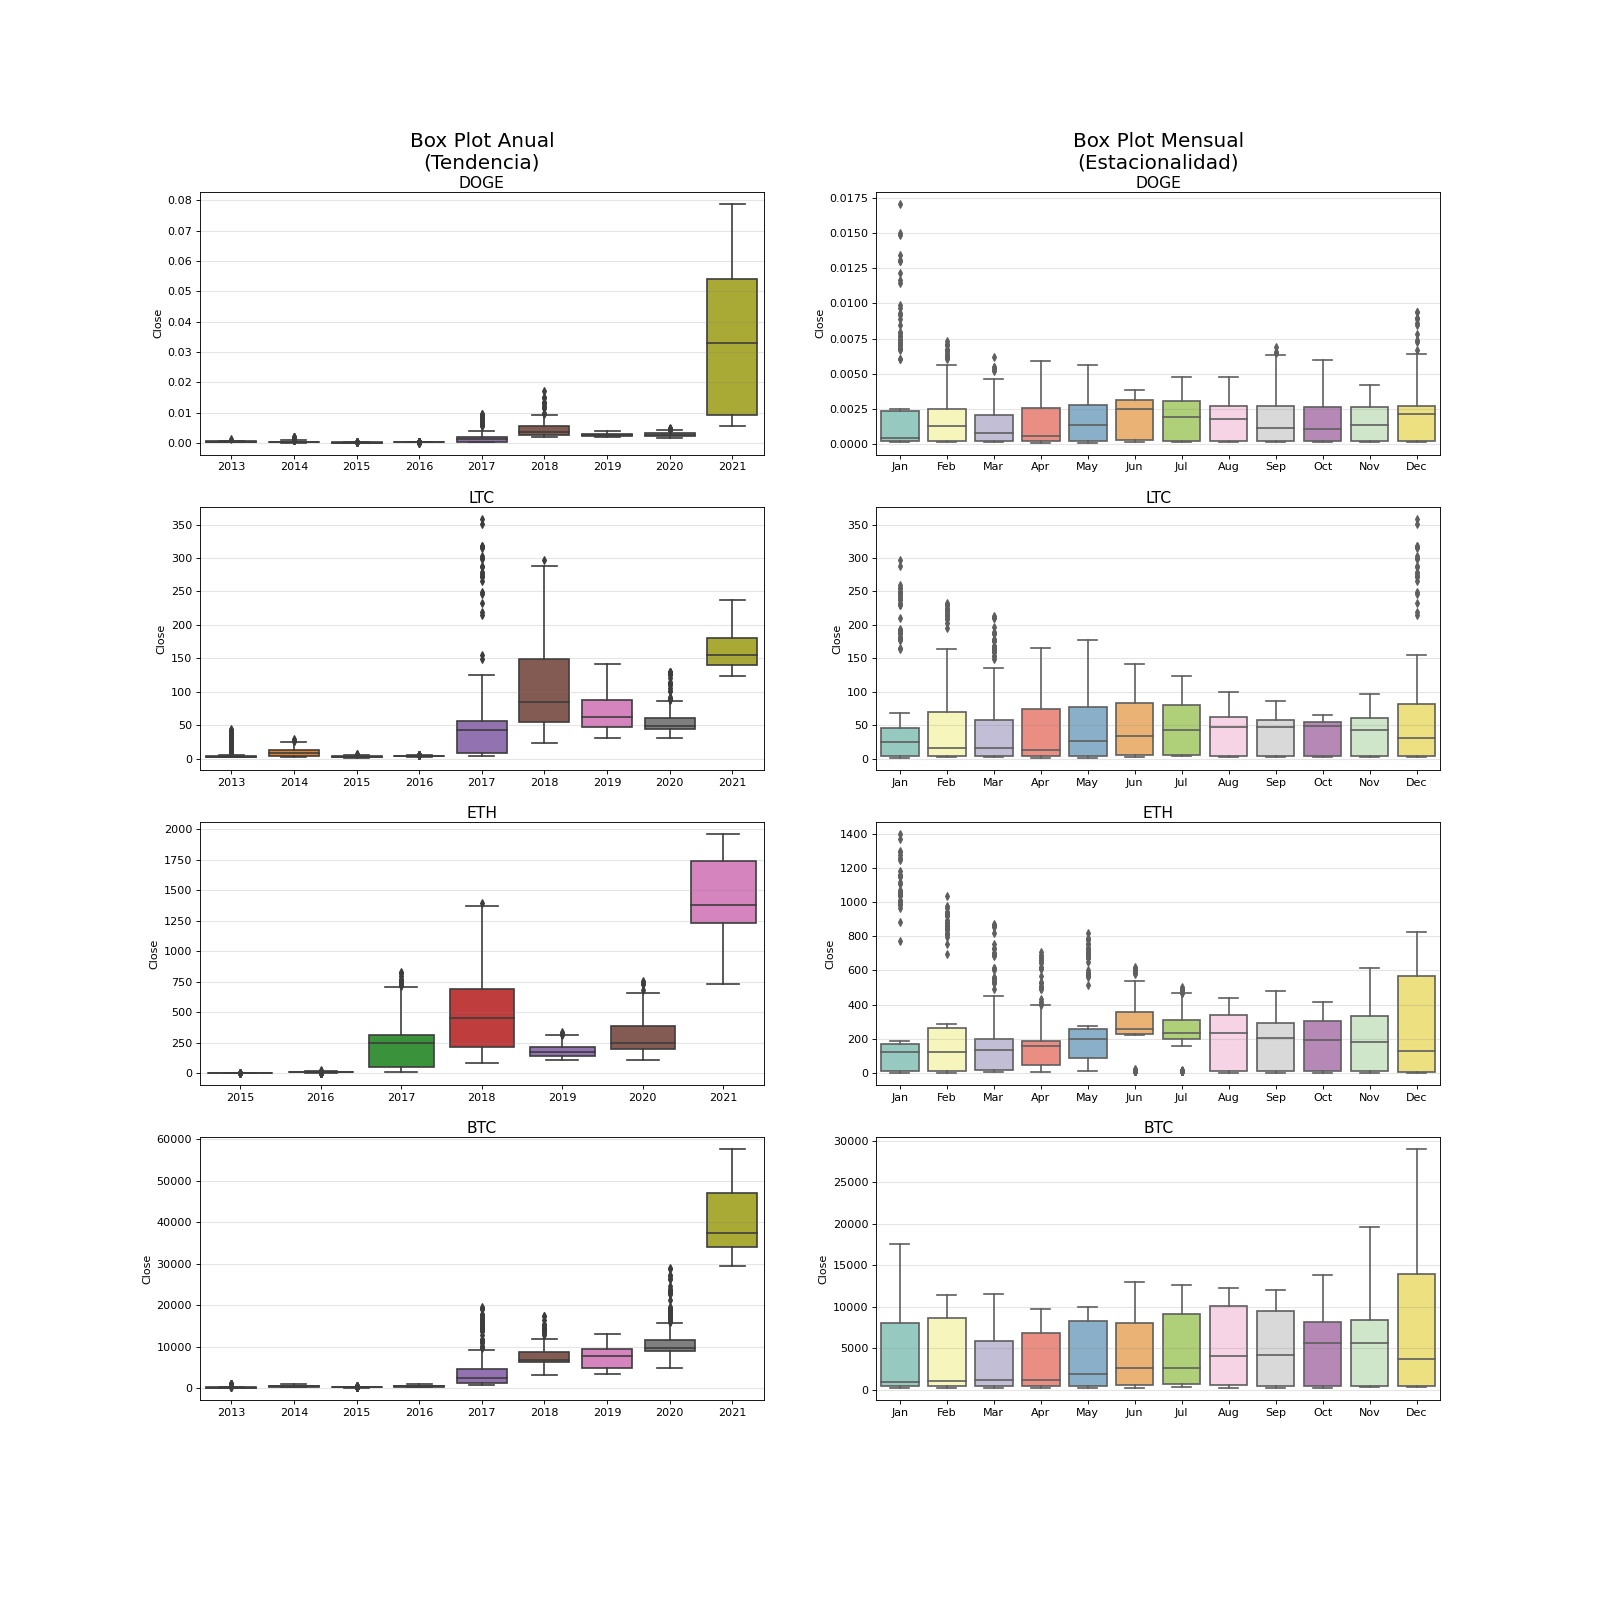 Box Plot Anual
(Tendencia)
Box Plot Mensual
(Estacionalidad)
DOGE
0.08
0.07
0.06
0.05
0.04
0.03
0.02
0.01
0.00
Close
2013 2014 2015 2016 2017 2018 2019 2020 2021
DOGE
0.0175
0.0150
0.0125
0.0100
0.0075
0.0050
0.0025
0.0000
Close
Jan Feb Mar Apr May Jun Jul Aug Sep Oct Nov Dec
LTC
350
300
250
200
150
100
50
0
Close
2013 2014 2015 2016 2017 2018 2019 2020 2021
LTC
350
300
250
200
150
100
50
0
Close
Jan Feb Mar Apr May Jun Jul Aug Sep Oct Nov Dec
ETH
2000
1750
1500
1250
1000
750
500
250
0
Close
2015 2016 2017 2018 2019 2020 2021
ETH
1400
1200
1000
800
600
400
200
0
Close
Jan Feb Mar Apr May Jun Jul Aug Sep Oct Nov Dec
BTC
60000
50000
40000
30000
20000
10000
0
Close
2013 2014 2015 2016 2017 2018 2019 2020 2021
BTC
30000
25000
20000
15000
10000
5000
0
Close
Jan Feb Mar Apr May Jun Jul Aug Sep Oct Nov Dec